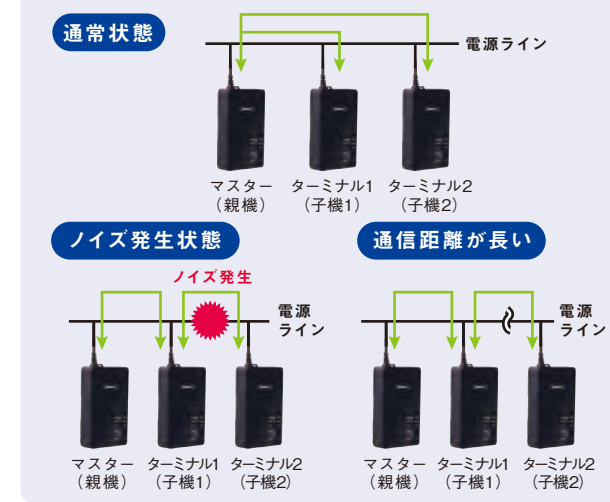 通常状態
電源ライン
マスター
（親機）
ターミナル1
（子機1）
ターミナル2
（子機2）
ノイズ発生状態
ノイズ発生
電源
ライン
マスター
（親機）
ターミナル1
（子機1）
ターミナル2
（子機2）
通信距離が長い
電源
ライン
マスター
（親機）
ターミナル1
（子機1）
ターミナル2
（子機2）